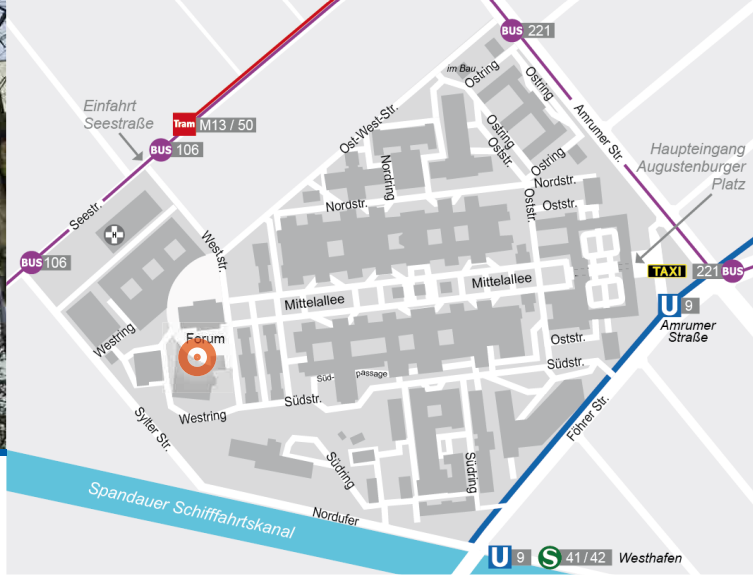 BUS 221
im Bau
Ostring
Ostring
Einfahrt
Seestraße
Tram M13 / 50
BUS 106
Ost-West-Str.
Ostring
Oststr.
Amrumer Str.
Haupteingang
Augustenburger
Platz
Nordring
Ostring
Nordstr.
Nordstr.
Oststr.
Oststr.
Seestr.
H
Weststr.
BUS 106
TAXI
221 BUS
Mittelallee
Mittelallee
U 9
Amrumer
Straße
Westring
Forum
Oststr.
Südstr.
Süd-
passage
Südstr.
Westring
Sylter Str.
Föhrer Str.
Südring
Südring
Spandauer Schifffahrtskanal
Nordufer
U 9 S 41 / 42 Westhafen